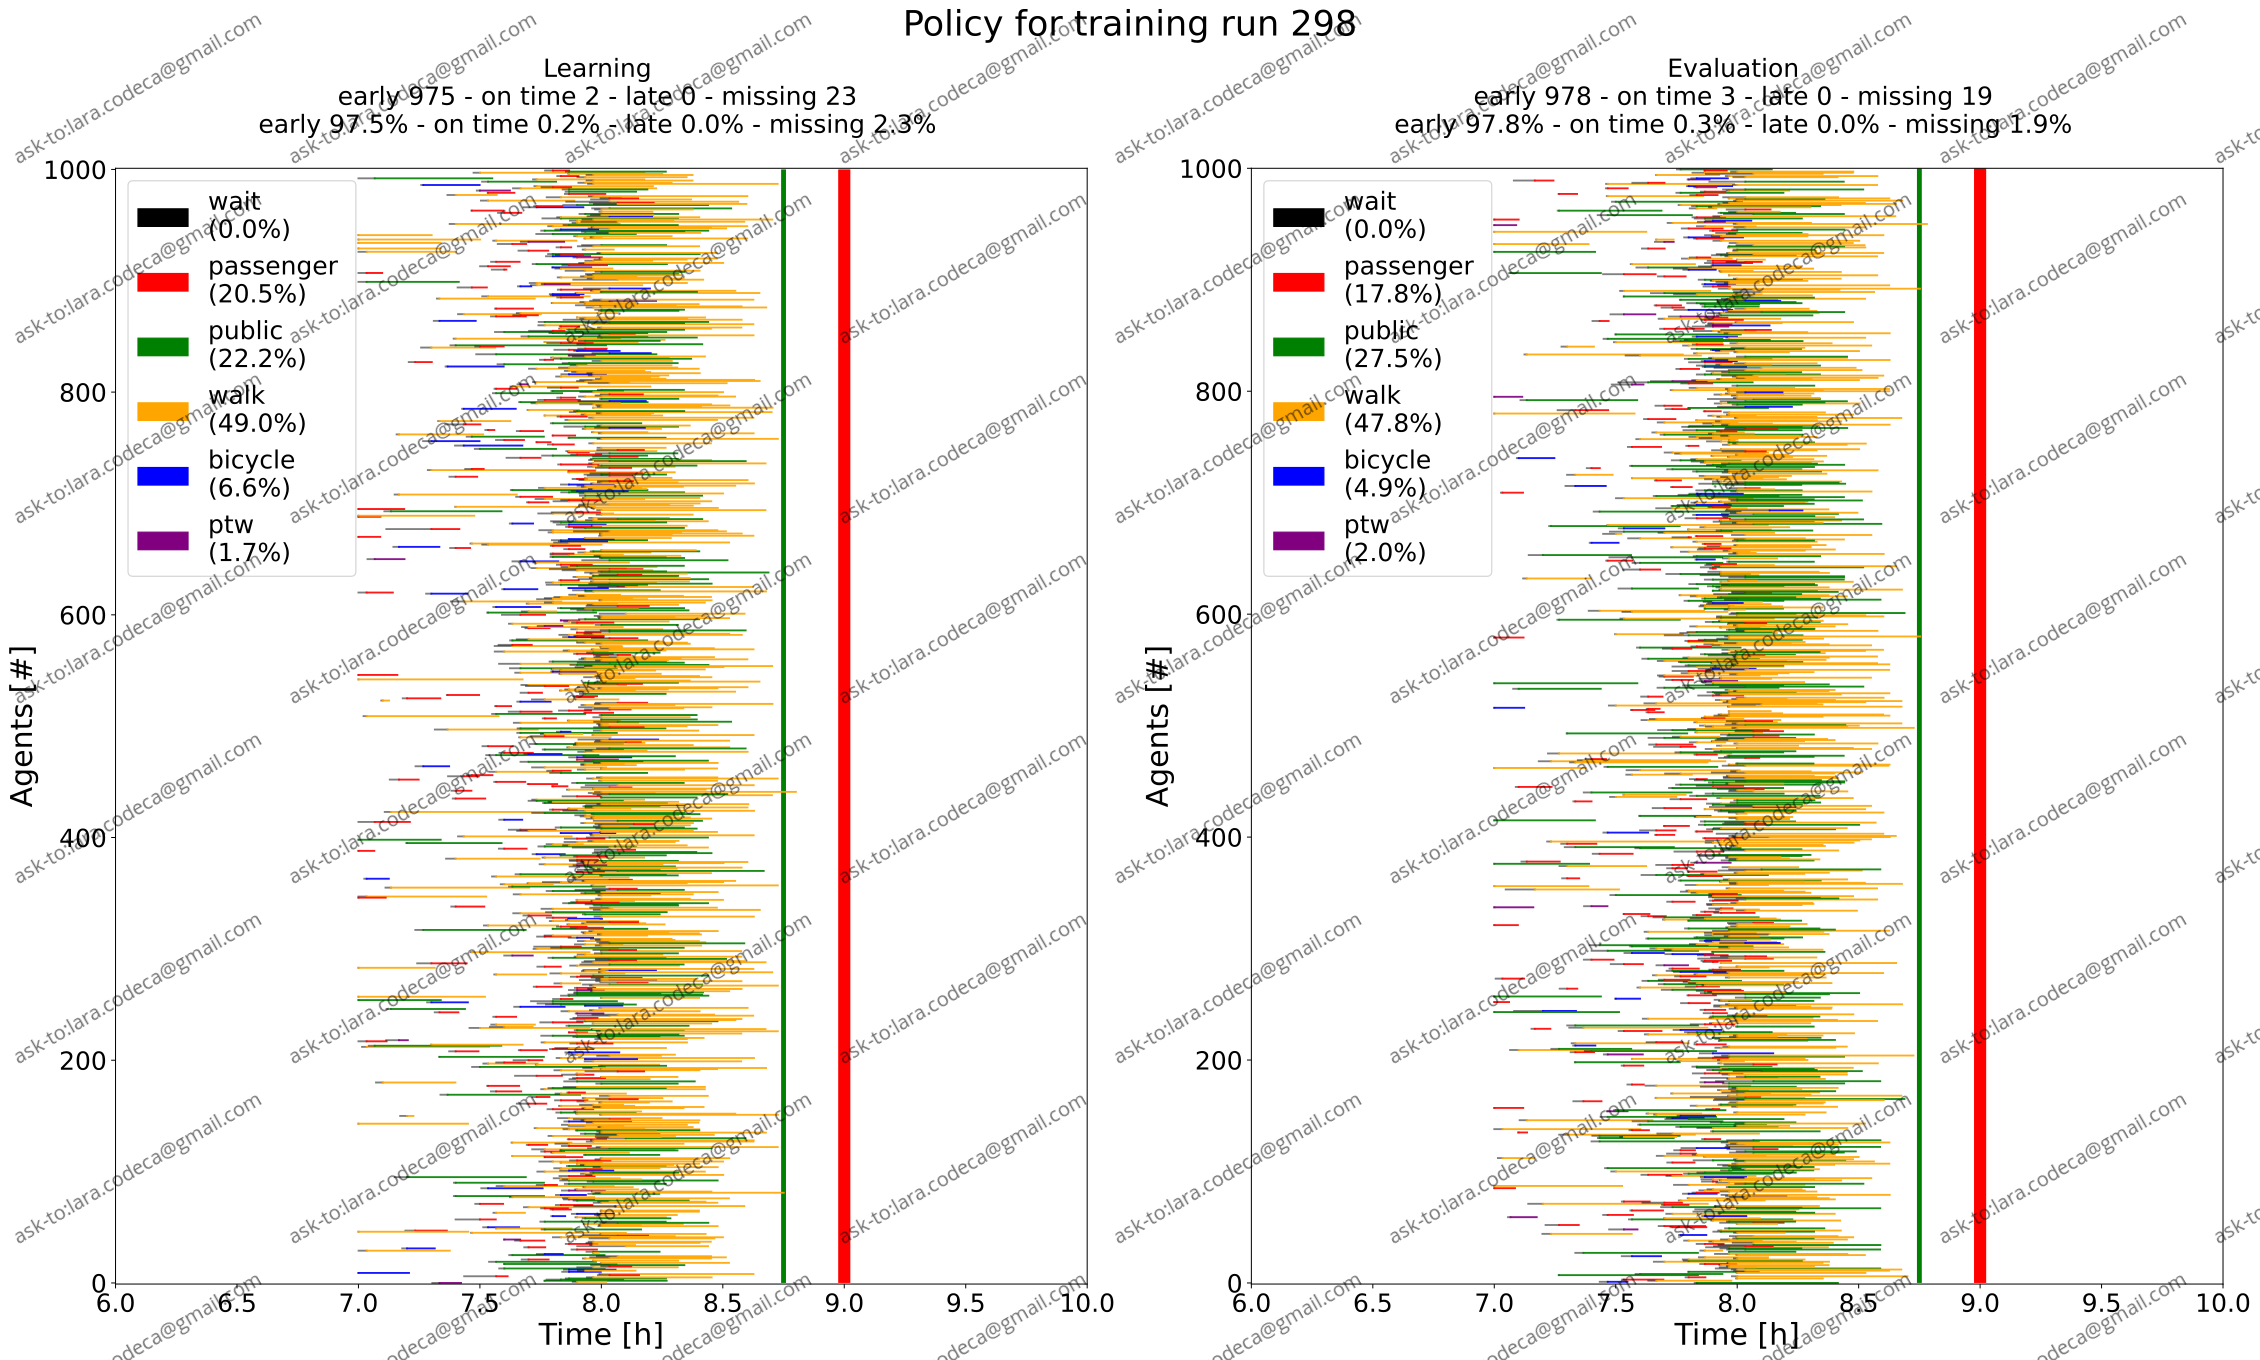 Policy for training run 298
Learning
early 975 - on time 2 - late 0 - missing 23
early 97.5% - on time 0.2% - late 0.0% - missing 2.3%
Evaluation
early 978 - on time 3 - late 0 - missing 19
early 97.8% - on time 0.3% - late 0.0% - missing 1.9%
wait
(0.0%)
passenger
(20.5%)
public
(22.2%)
walk
(49.0%)
bicycle
(6.6%)
ptw
(1.7%)
1000
800
600
400
200
0
Agents [#]
6.0 6.5 7.0 7.5 8.0 8.5 9.0 9.5 10.0
Time [h]
wait
(0.0%)
passenger
(17.8%)
public
(27.5%)
walk
(47.8%)
bicycle
(4.9%)
ptw
(2.0%)
1000
800
600
400
200
0
Agents [#]
6.0 6.5 7.0 7.5 8.0 8.5 9.0 9.5 10.0
Time [h]
ask-to:lara.codeca@gmail.com